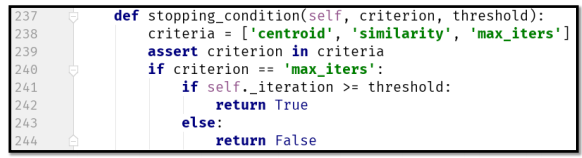 237 def stopping_condition(self, criterion, threshold):
238 criteria = ['centroid', 'similarity', 'max_iters']
239 assert criterion in criteria
240 if criterion == 'max_iters':
241 if self._iteration >= threshold:
242 return True
243 else:
244 return False